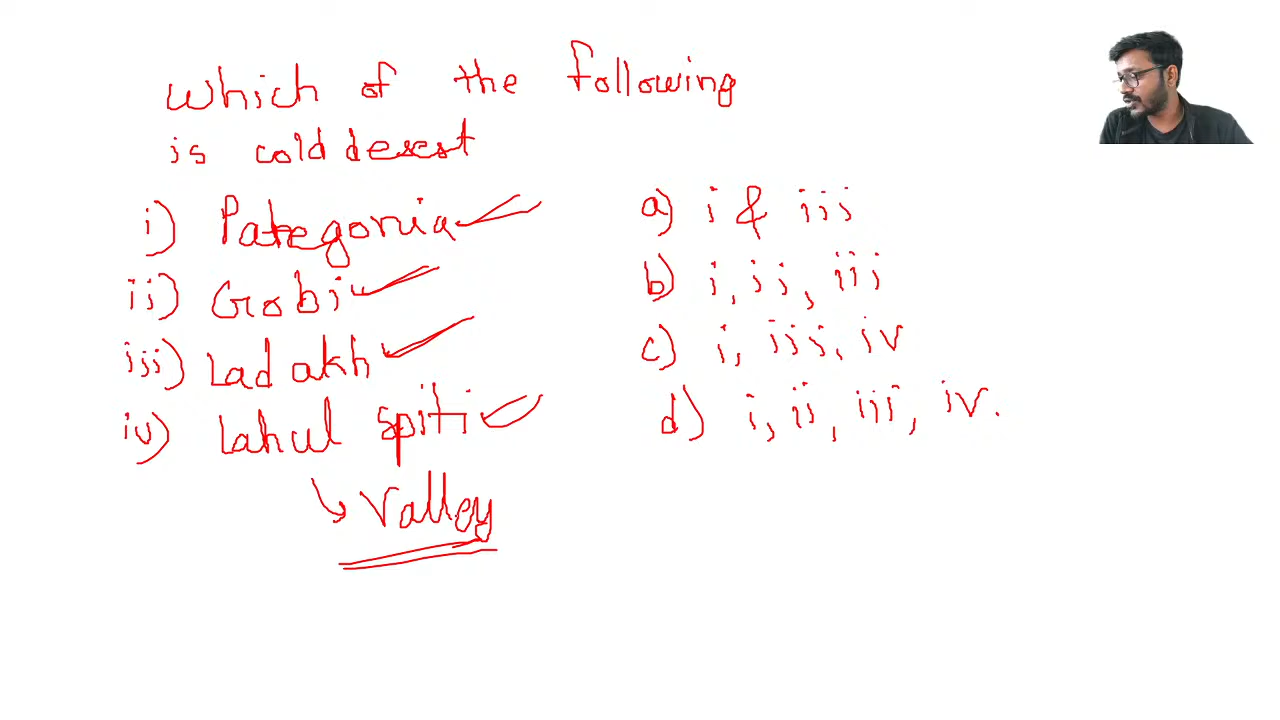 which of the following
is cold desert
i) Pategonia
ii) Gobi
iii) Ladakh
iv) Lahul spiti
Valley
a) i & iii
b) i, ii, iii
c) i, iii, iv
d) i, ii, iii, iv.